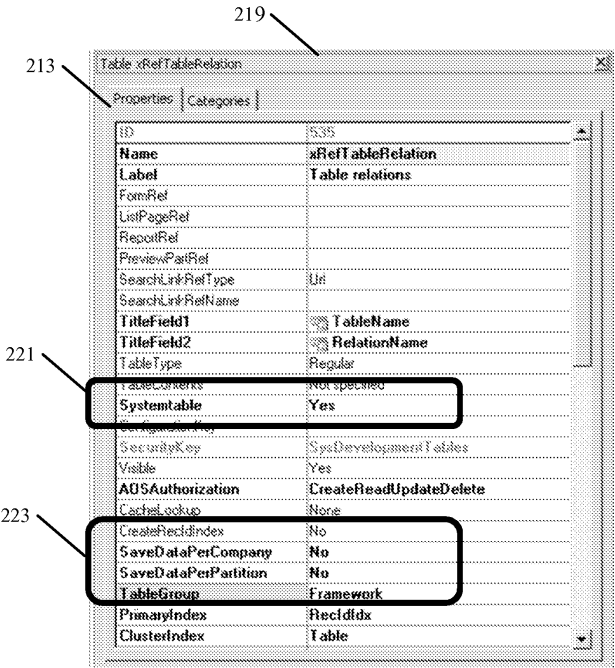 219
213
Table xRefTableRelation
Properties Categories
ID 535
Name xRefTableRelation
Label Table relations
FormRef
ListPageRef
ReportRef
PreviewPartRef
SearchLinkRefType Url
SearchLinkRefName
TitleField1 TableName
TitleField2 RelationName
221
TableType Regular
TableContents Not specified
Systemtable Yes
ConfigurationKey
SecurityKey SysDevelopmentTables
Visible Yes
AOSAuthorization CreateReadUpdateDelete
CacheLookup None
223
CreateRecIdIndex No
SaveDataPerCompany No
SaveDataPerPartition No
TableGroup Framework
PrimaryIndex RecIdIdx
ClusterIndex Table